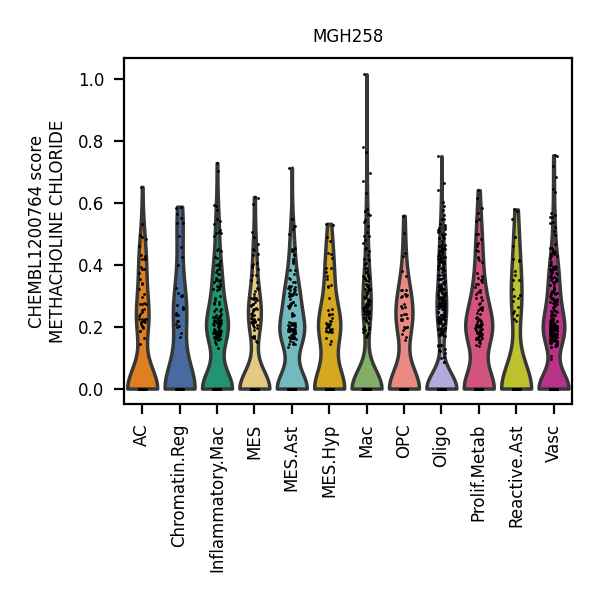 MGH258
CHEMBL1200764 score
METHACHOLINE CHLORIDE
1.0
0.8
0.6
0.4
0.2
0.0
AC
Chromatin.Reg
Inflammatory.Mac
MES
MES.Ast
MES.Hyp
Mac
OPC
Oligo
Prolif.Metab
Reactive.Ast
Vasc